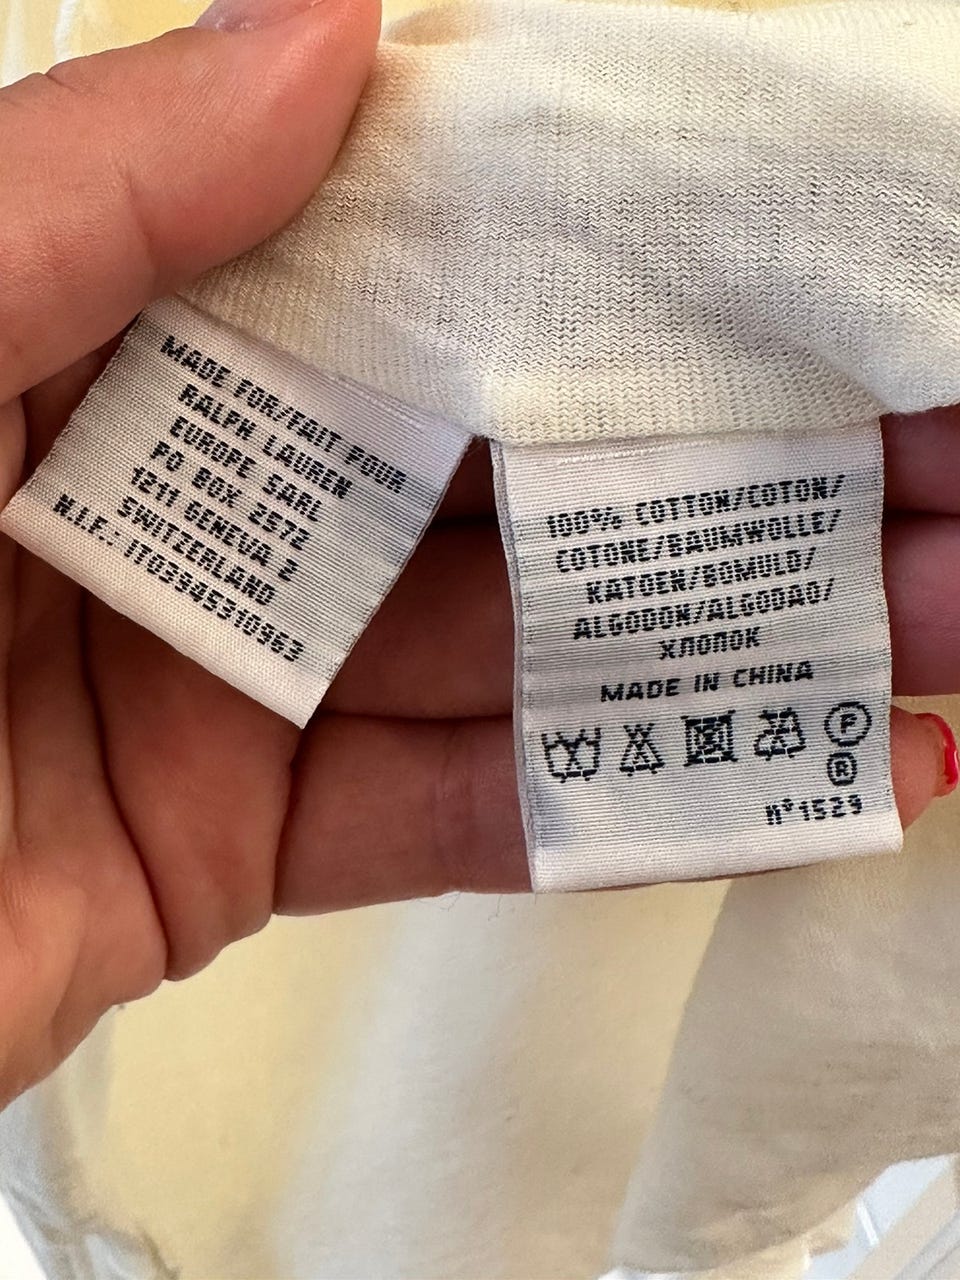 MADE FOR/FAIT POUR
RALPH LAUREN
EUROPE SARL
PO BOX 2572
1211 GENEVA 2
SWITZERLAND
N.I.F.: IT03945310963
100% COTTON/COTON/
COTONE/BAUMWOLLE/
KATOEN/BOMULD/
ALGODON/ALGODAO/
ХЛОПОК
MADE IN CHINA
F
R
n°1529